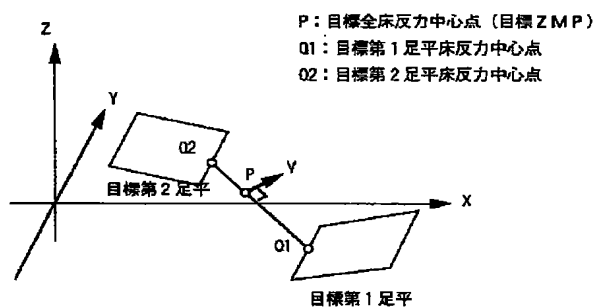 P：目標全床反力中心点（目標ZMP）
Q1：目標第1足平床反力中心点
Q2：目標第2足平床反力中心点
Z
Y
Q2
P
V
目標第2足平
X
Q1
目標第1足平